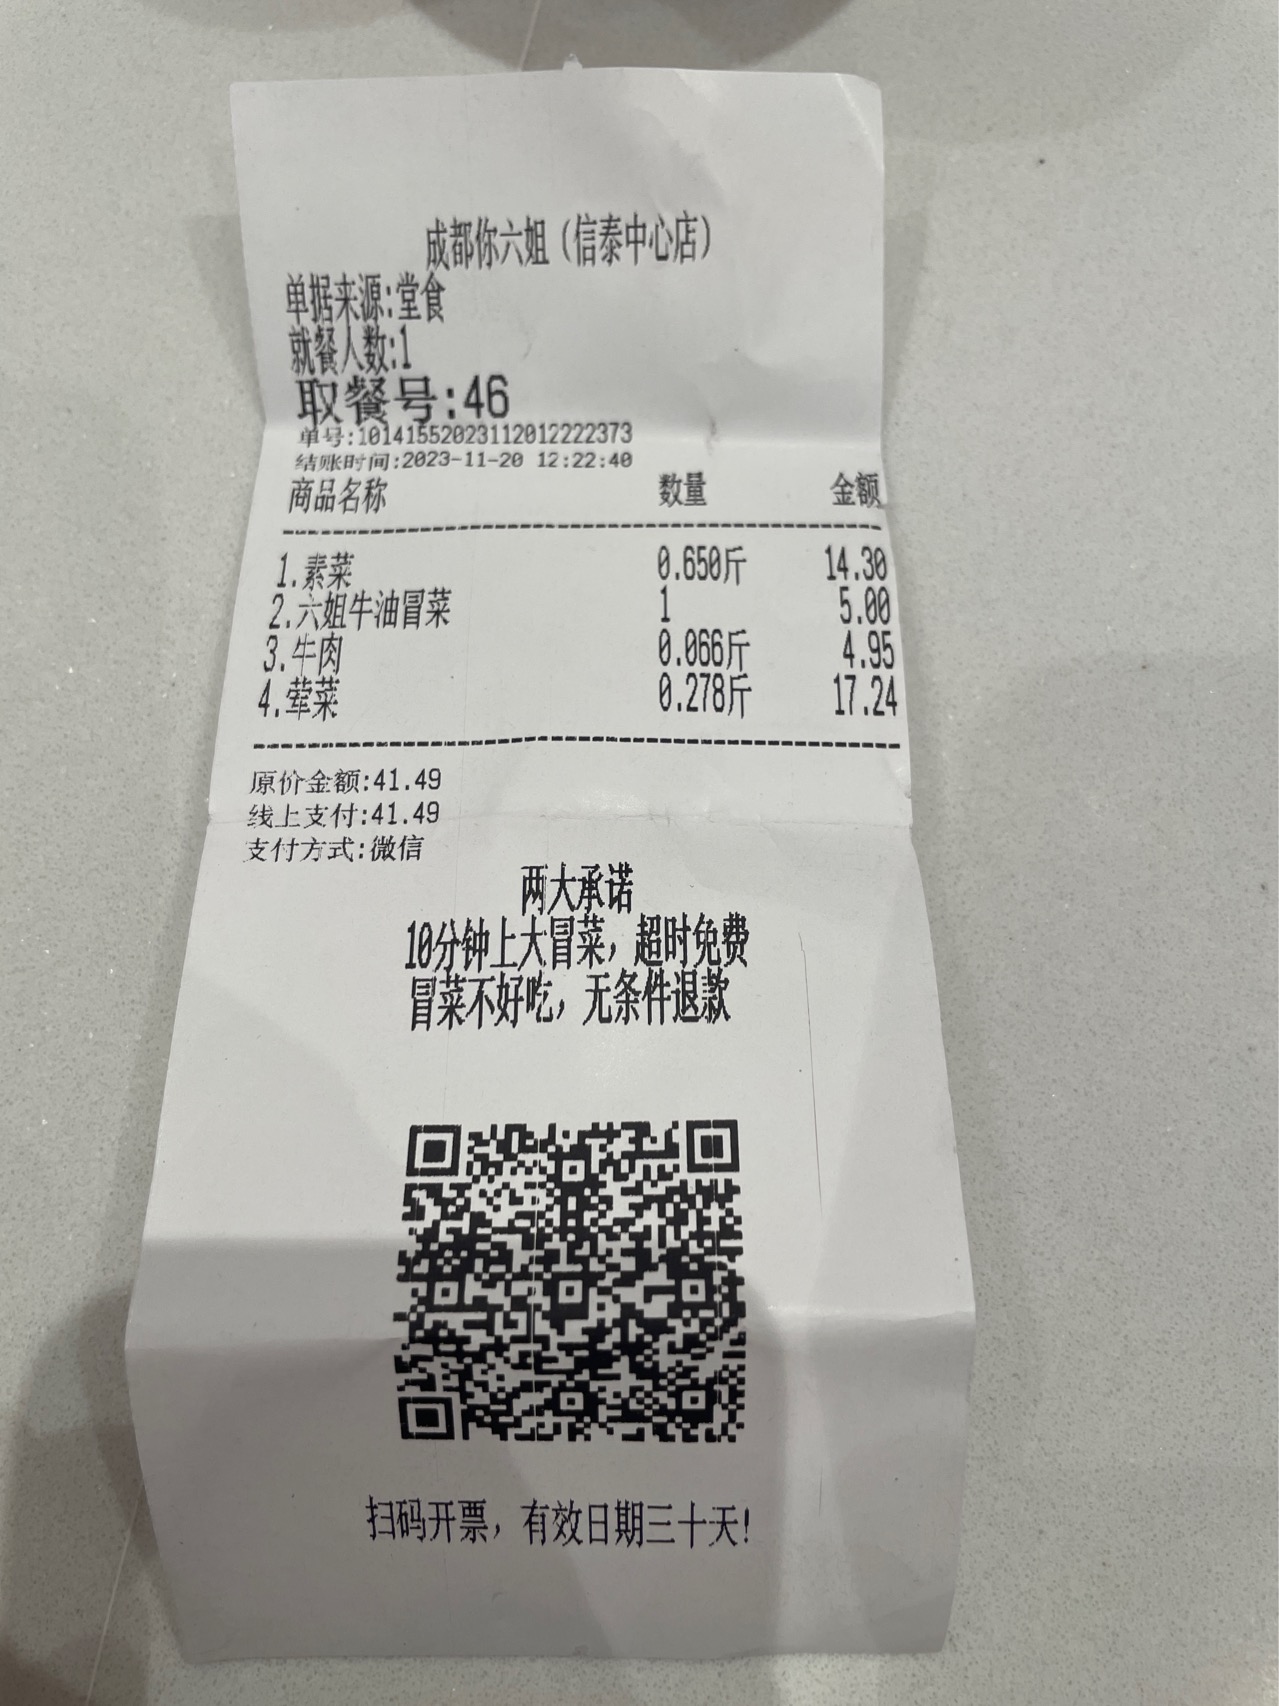 成都你六姐(信泰中心店)
单据来源:堂食
就餐人数:1
取餐号:46
单号:10141552023112012222373
结账时间:2023-11-20 12:22:40
商品名称 数量 金额
1.素菜 0.650斤 14.30
2.六姐牛油冒菜 1 5.00
3.牛肉 0.066斤 4.95
4.荤菜 0.278斤 17.24
原价金额:41.49
线上支付:41.49
支付方式:微信
两大承诺
10分钟上大冒菜，超时免费
冒菜不好吃，无条件退款
扫码开票，有效日期三十天!